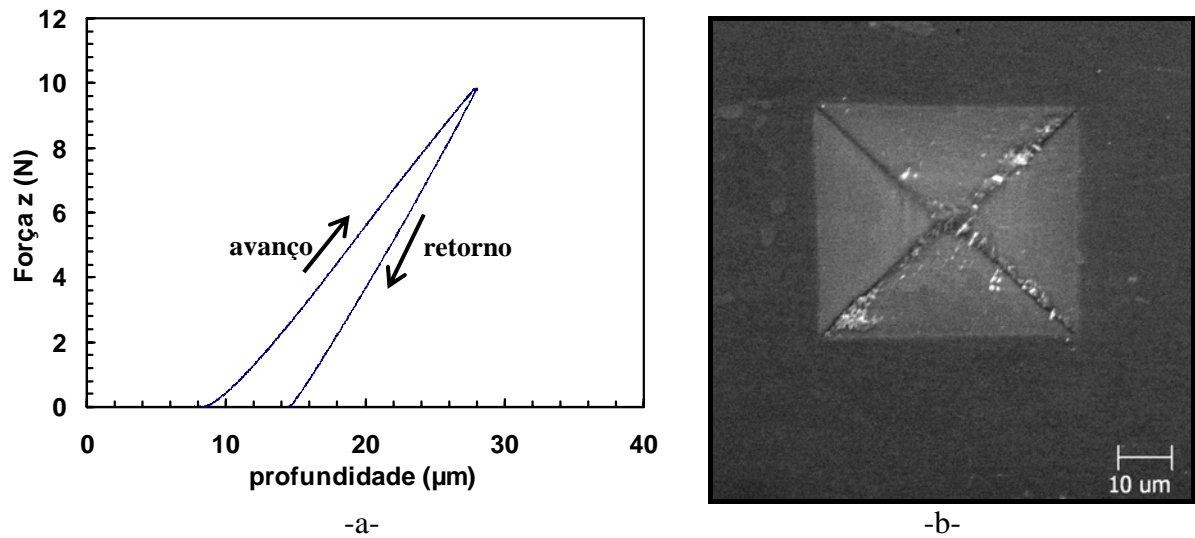 12
10
8
6
4
2
0
Força z (N)
avanço
retorno
0 10 20 30 40
profundidade (µm)
-a-
10 um
-b-